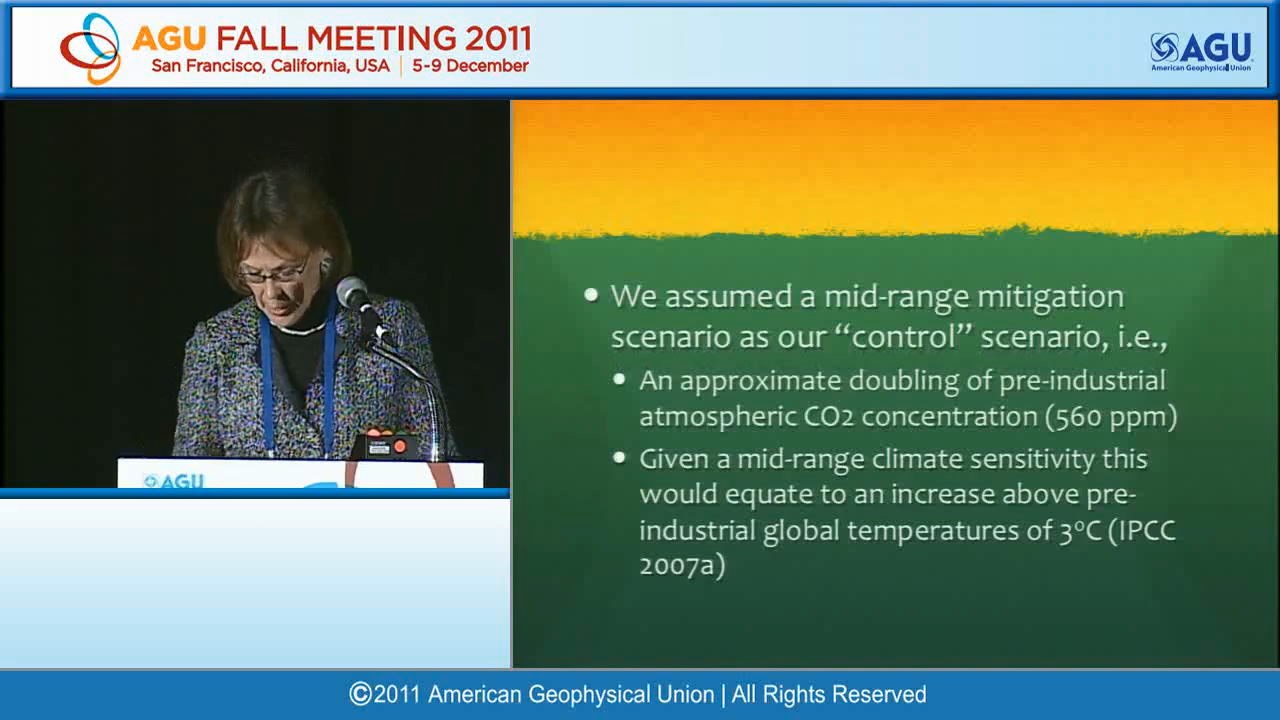 AGU FALL MEETING 2011
San Francisco, California, USA | 5-9 December
AGU
American Geophysical Union
• We assumed a mid-range mitigation
scenario as our “control” scenario, i.e.,
• An approximate doubling of pre-industrial
atmospheric CO2 concentration (560 ppm)
• Given a mid-range climate sensitivity this
would equate to an increase above pre-
industrial global temperatures of 3°C (IPCC
2007a)
AGU
©2011 American Geophysical Union | All Rights Reserved